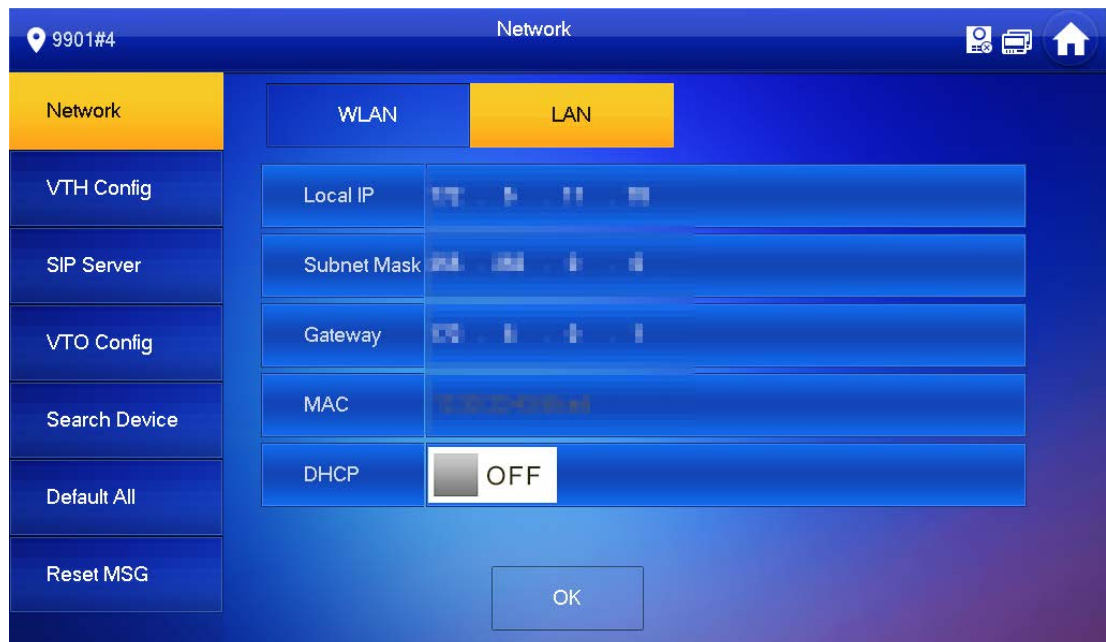 9901#4
Network
Network
VTH Config
SIP Server
VTO Config
Search Device
Default All
Reset MSG
WLAN
LAN
Local IP
Subnet Mask
Gateway
MAC
DHCP
OFF
OK